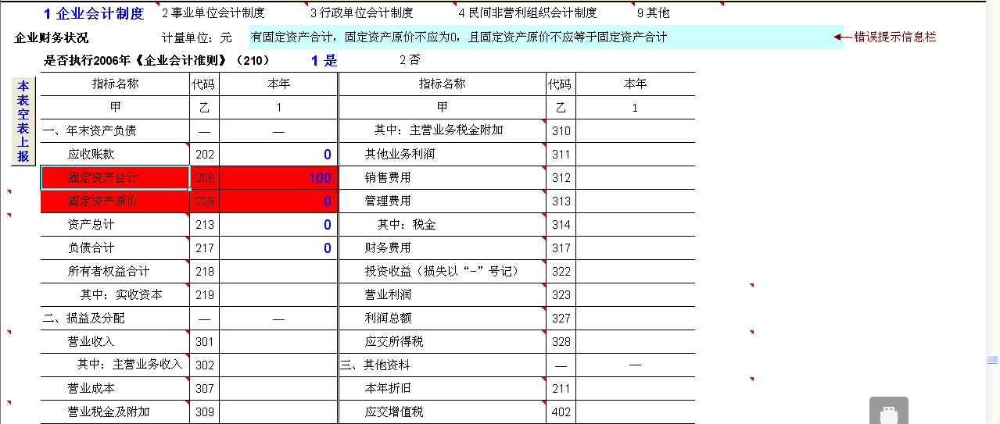 1 企业会计制度 2 事业单位会计制度 3 行政单位会计制度 4 民间非营利组织会计制度 9 其他
企业财务状况 计量单位：元 有固定资产合计，固定资产原价不应为0，且固定资产原价不应等于固定资产合计 错误提示信息栏
是否执行2006年《企业会计准则》（210） 1 是 2 否
本表空表上报
指标名称 代码 本年 指标名称 代码 本年
甲 乙 1 甲 乙 1
一、年末资产负债 — — 其中：主营业务税金附加 310
应收账款 202 0 其他业务利润 311
固定资产合计 208 100 销售费用 312
固定资产原价 209 0 管理费用 313
资产总计 213 0 其中：税金 314
负债合计 217 0 财务费用 317
所有者权益合计 218 投资收益（损失以“-”号记） 322
其中：实收资本 219 营业利润 323
二、损益及分配 — — 利润总额 327
营业收入 301 应交所得税 328
其中：主营业务收入 302 三、其他资料 — —
营业成本 307 本年折旧 211
营业税金及附加 309 应交增值税 402